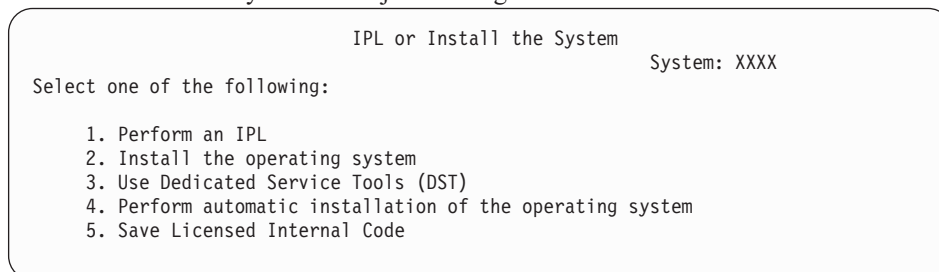 IPL or Install the System
System: XXXX
Select one of the following:
1. Perform an IPL
2. Install the operating system
3. Use Dedicated Service Tools (DST)
4. Perform automatic installation of the operating system
5. Save Licensed Internal Code